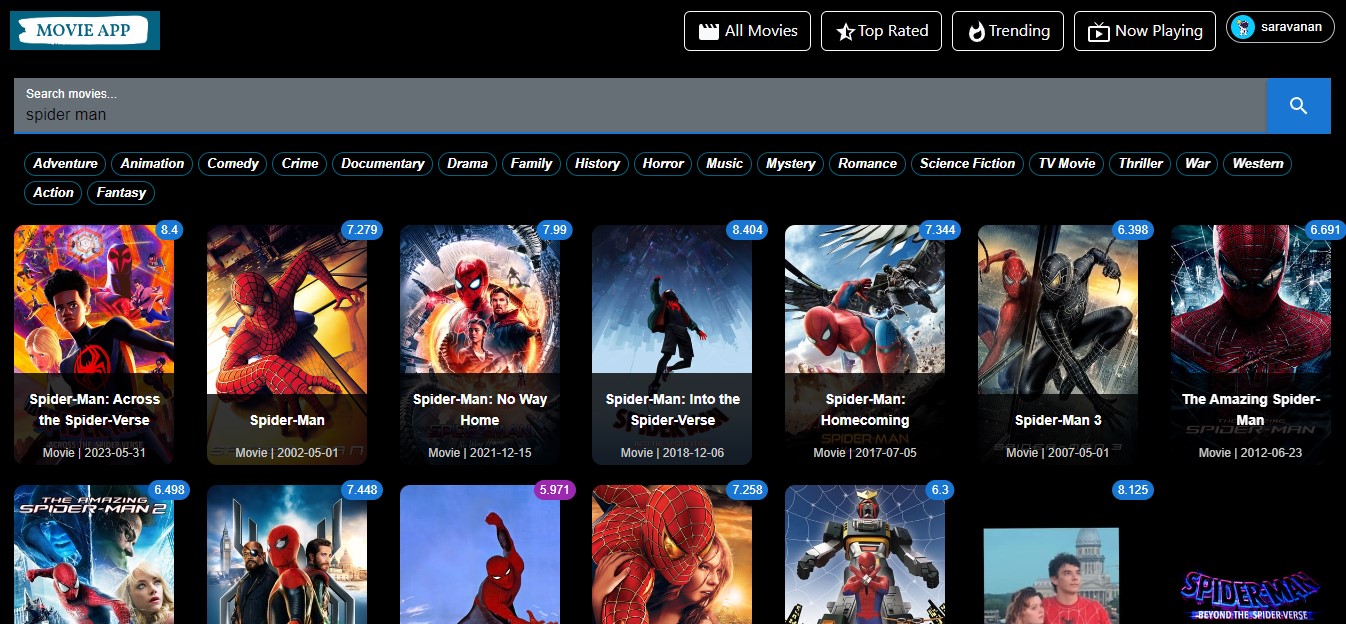 MOVIE APP
All Movies
Top Rated
Trending
Now Playing
saravanan
Search movies...
spider man
Adventure
Animation
Comedy
Crime
Documentary
Drama
Family
History
Horror
Music
Mystery
Romance
Science Fiction
TV Movie
Thriller
War
Western
Action
Fantasy
8.4
7.279
7.99
8.404
7.344
6.398
6.691
Spider-Man: Across
the Spider-Verse
Movie | 2023-05-31
Spider-Man
Movie | 2002-05-01
Spider-Man: No Way
Home
Movie | 2021-12-15
Spider-Man: Into the
Spider-Verse
Movie | 2018-12-06
Spider-Man:
Homecoming
SPIDER-MAN
Movie | 2017-07-05
Spider-Man 3
Movie | 2007-05-01
The Amazing Spider-
Man
SPIDER-MAN
Movie | 2012-06-23
6.498
7.448
5.971
7.258
6.3
8.125
THE AMAZING
SPIDER-MAN 2
SPIDER-MAN
BEYOND THE SPIDER-VERSE